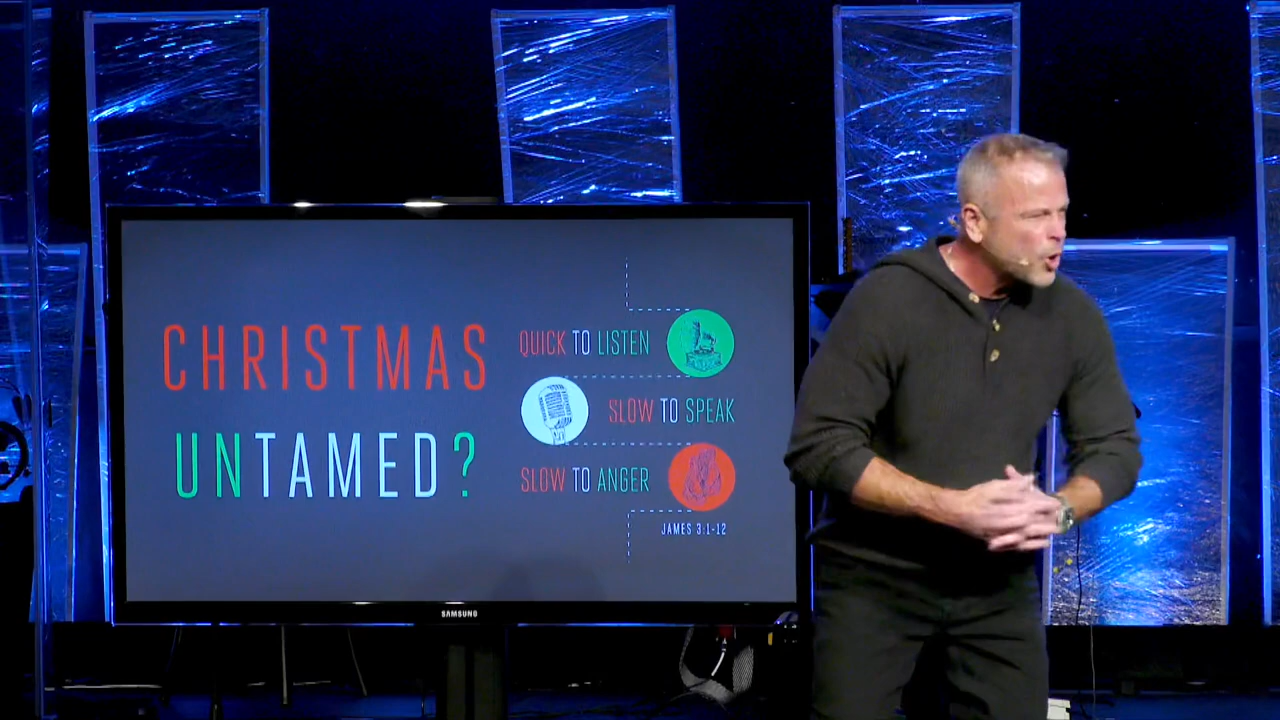 CHRISTMAS
UNTAMED?
QUICK TO LISTEN
SLOW TO SPEAK
SLOW TO ANGER
JAMES 3:1-12
SAMSUNG